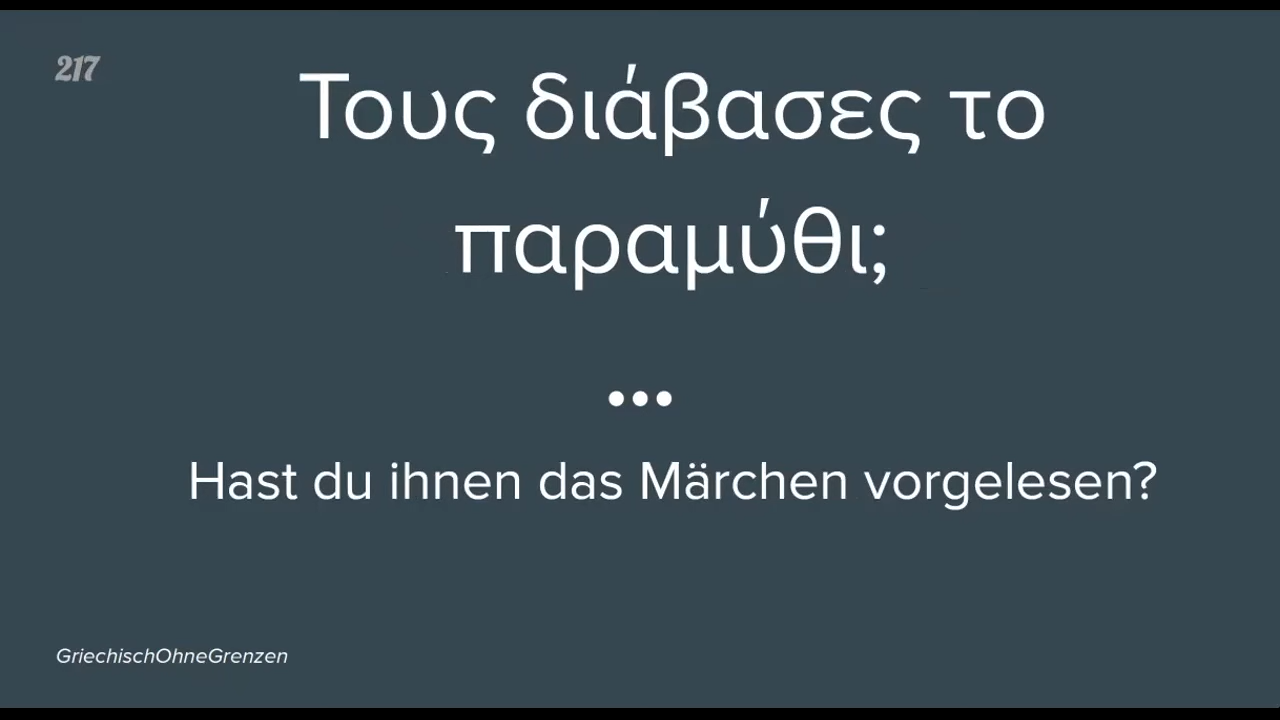 217
Τους διάβασες το
παραμύθι;
...
Hast du ihnen das Märchen vorgelesen?
GriechischOhneGrenzen